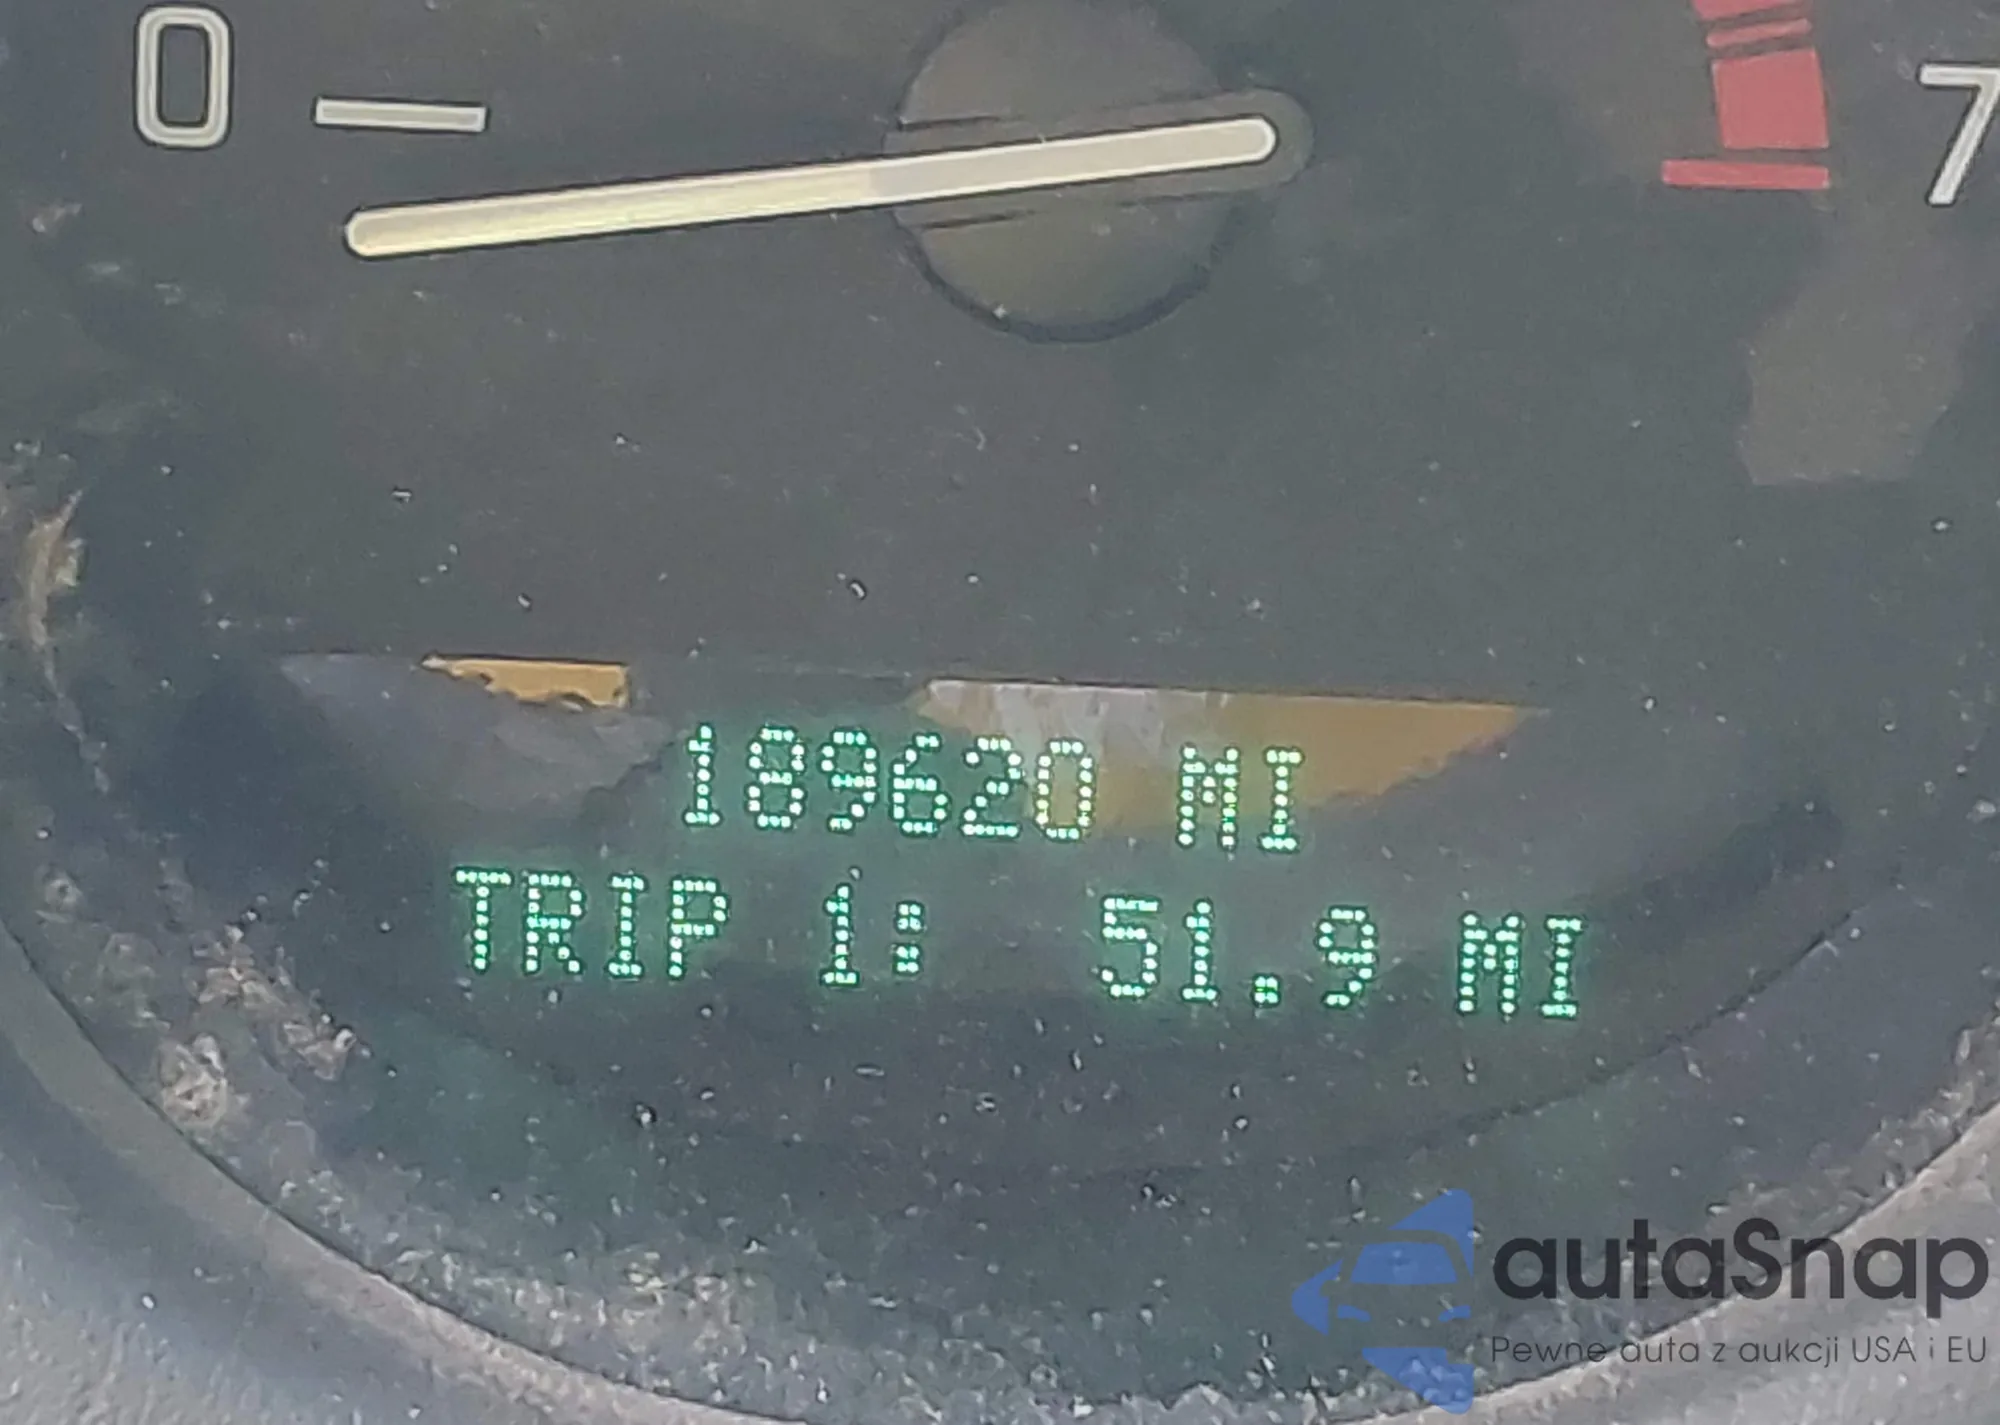 0
7
189620 MI
TRIP 1: 51.9 MI
autaSnap
Pewne auta z aukcji USA i EU